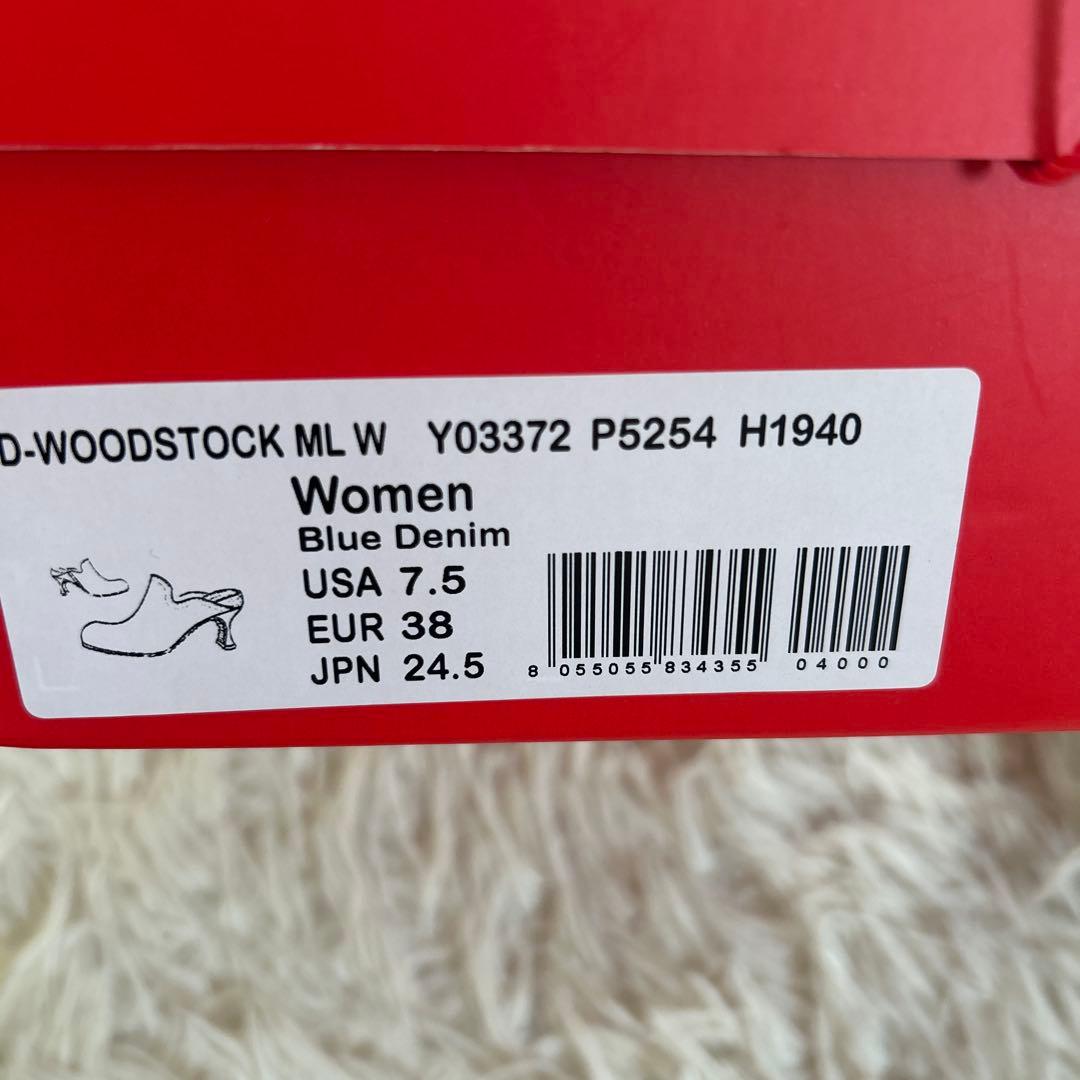 D-WOODSTOCK ML W Y03372 P5254 H1940
Women
Blue Denim
USA 7.5
EUR 38
JPN 24.5
8 055055 834355 04000